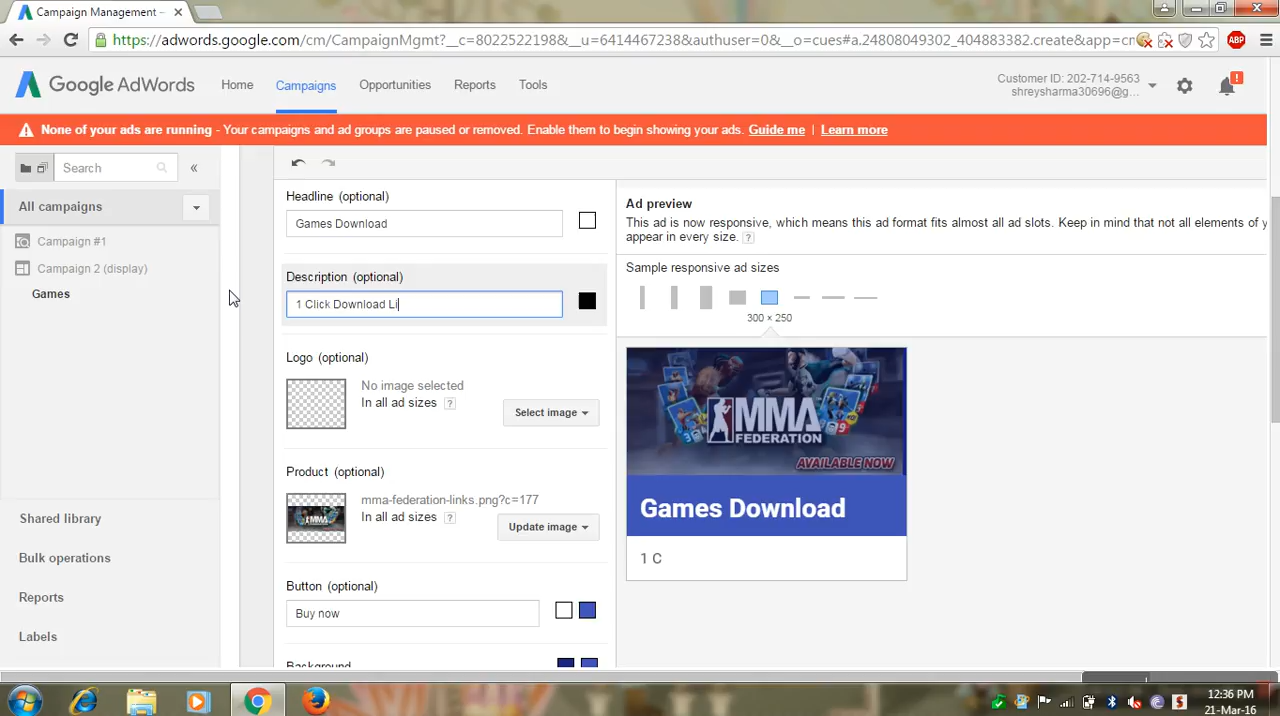 Campaign Management –
https://adwords.google.com/cm/CampaignMgmt?__c=8022522198&__u=6414467238&authuser=0&__o=cues#a.24808049302_404883382.create&app=cr
ABP
Google AdWords
Home
Campaigns
Opportunities
Reports
Tools
Customer ID: 202-714-9563
shreysharma30696@g...
!
None of your ads are running - Your campaigns and ad groups are paused or removed. Enable them to begin showing your ads. Guide me | Learn more
Search
«
All campaigns
Campaign #1
Campaign 2 (display)
Games
Shared library
Bulk operations
Reports
Labels
Headline (optional)
Games Download
Description (optional)
1 Click Download Li
Logo (optional)
No image selected
In all ad sizes ?
Select image
Product (optional)
mma-federation-links.png?c=177
In all ad sizes ?
Update image
Button (optional)
Buy now
Background
Ad preview
This ad is now responsive, which means this ad format fits almost all ad slots. Keep in mind that not all elements of y
appear in every size. ?
Sample responsive ad sizes
300 × 250
MMA
FEDERATION
AVAILABLE NOW
Games Download
1 C
12:36 PM
21-Mar-16